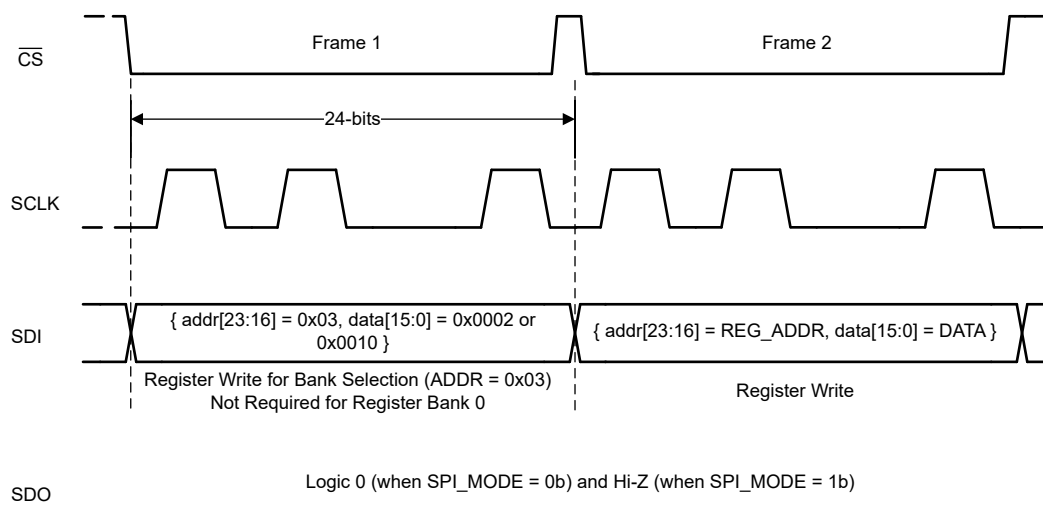 CS
Frame 1
Frame 2
24-bits
SCLK
SDI
{ addr[23:16] = 0x03, data[15:0] = 0x0002 or
0x0010 }
{ addr[23:16] = REG_ADDR, data[15:0] = DATA }
Register Write for Bank Selection (ADDR = 0x03)
Not Required for Register Bank 0
Register Write
SDO
Logic 0 (when SPI_MODE = 0b) and Hi-Z (when SPI_MODE = 1b)